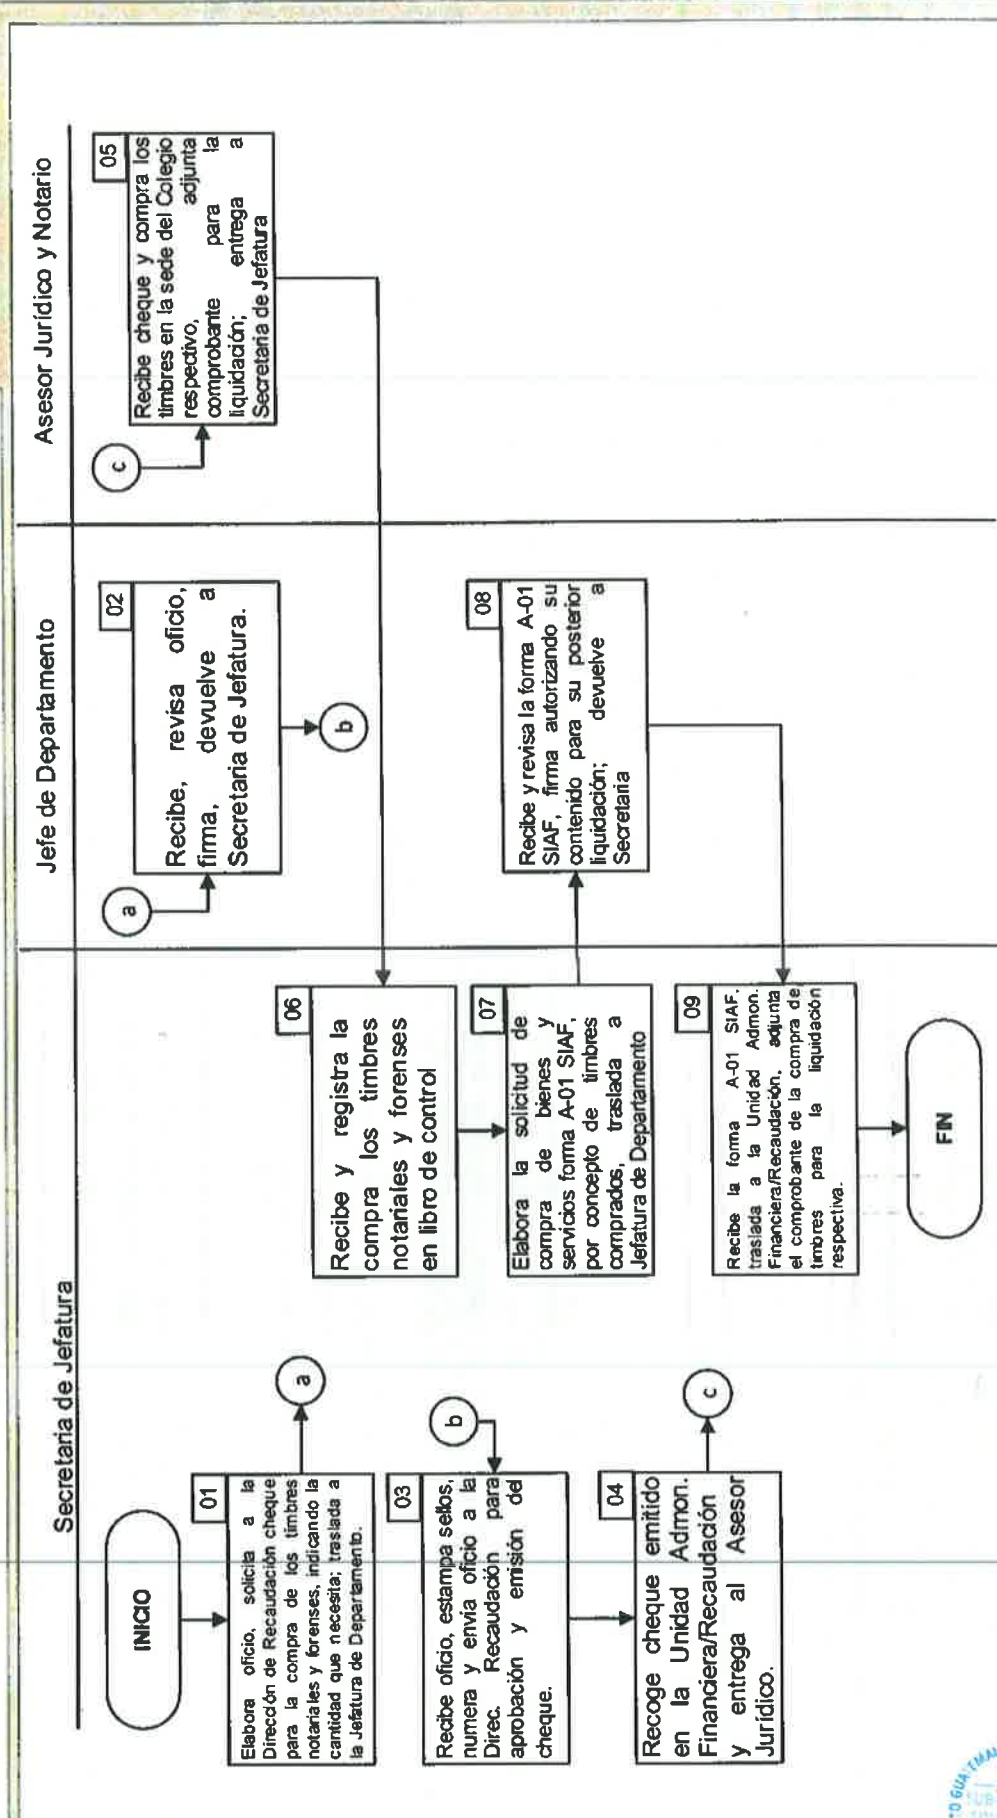 Secretaria de Jefatura
Jefe de Departamento
Asesor Jurídico y Notario
INICIO
01
Elabora oficio, solicita a la
Dirección de Recaudación cheque
para la compra de los timbres
notariales y forenses, indicando la
cantidad que necesita; traslada a
la Jefatura de Departamento.
a
a
02
Recibe, revisa oficio,
firma, devuelve a
Secretaria de Jefatura.
b
b
03
Recibe oficio, estampa sellos,
numera y envia oficio a la
Direc. Recaudación para
aprobación y emisión del
cheque.
04
Recoge cheque emitido
en la Unidad Admon.
Financiera/Recaudación
y entrega al Asesor
Jurídico.
c
c
05
Recibe cheque y compra los
timbres en la sede del Colegio
respectivo, adjunta
comprobante para la
liquidación; entrega a
Secretaria de Jefatura
06
Recibe y registra la
compra los timbres
notariales y forenses
en libro de control
07
Elabora la solicitud de
compra de bienes y
servicios forma A-01 SIAF,
por concepto de timbres
comprados, traslada a
Jefatura de Departamento
08
Recibe y revisa la forma A-01
SIAF, firma autorizando su
contenido para su posterior
liquidación; devuelve a
Secretaria
09
Recibe la forma A-01 SIAF,
traslada a la Unidad Admon.
Financiera/Recaudación, adjunta
el comprobante de la compra de
timbres para la liquidación
respectiva.
FIN